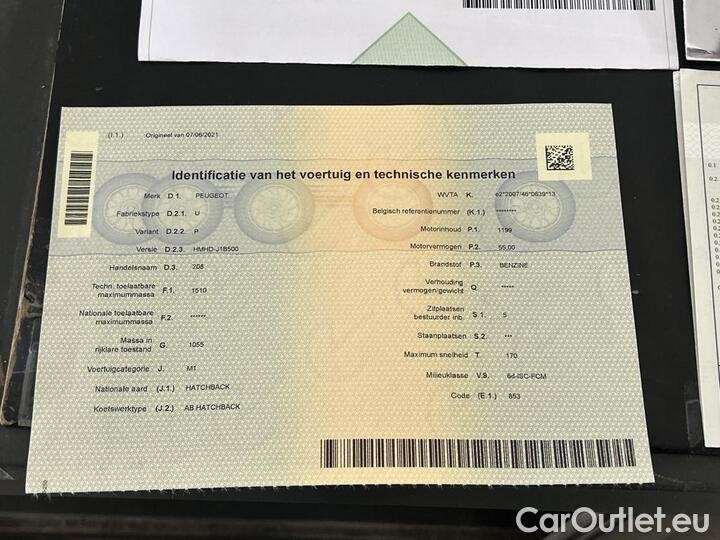 (I.1.) Origineel van 07/06/2021
Identificatie van het voertuig en technische kenmerken
Merk D.1. PEUGEOT
Fabriekstype D.2.1. U
Variant D.2.2. P
Versie D.2.3. HMHD-J1B500
Handelsnaam D.3. 208
Techn. toelaatbare
maximummassa F.1. 1510
Nationale toelaatbare
maximummassa F.2. ******
Massa in
rijklare toestand G. 1055
Voertuigcategorie J. M1
Nationale aard (J.1.) HATCHBACK
Koetswerktype (J.2.) AB HATCHBACK
WVTA K. e2*2007/46*0639*13
Belgisch referentienummer (K.1.) ********
Motorinhoud P.1. 1199
Motorvermogen P.2. 55,00
Brandstof P.3. BENZINE
Verhouding
vermogen/gewicht Q *****
Zitplaatsen
bestuurder inb. S.1. 5
Staanplaatsen S.2. ***
Maximum snelheid T. 170
Milieuklasse V.9. 6d-ISC-FCM
Code (E.1.) 853
CarOutlet.eu